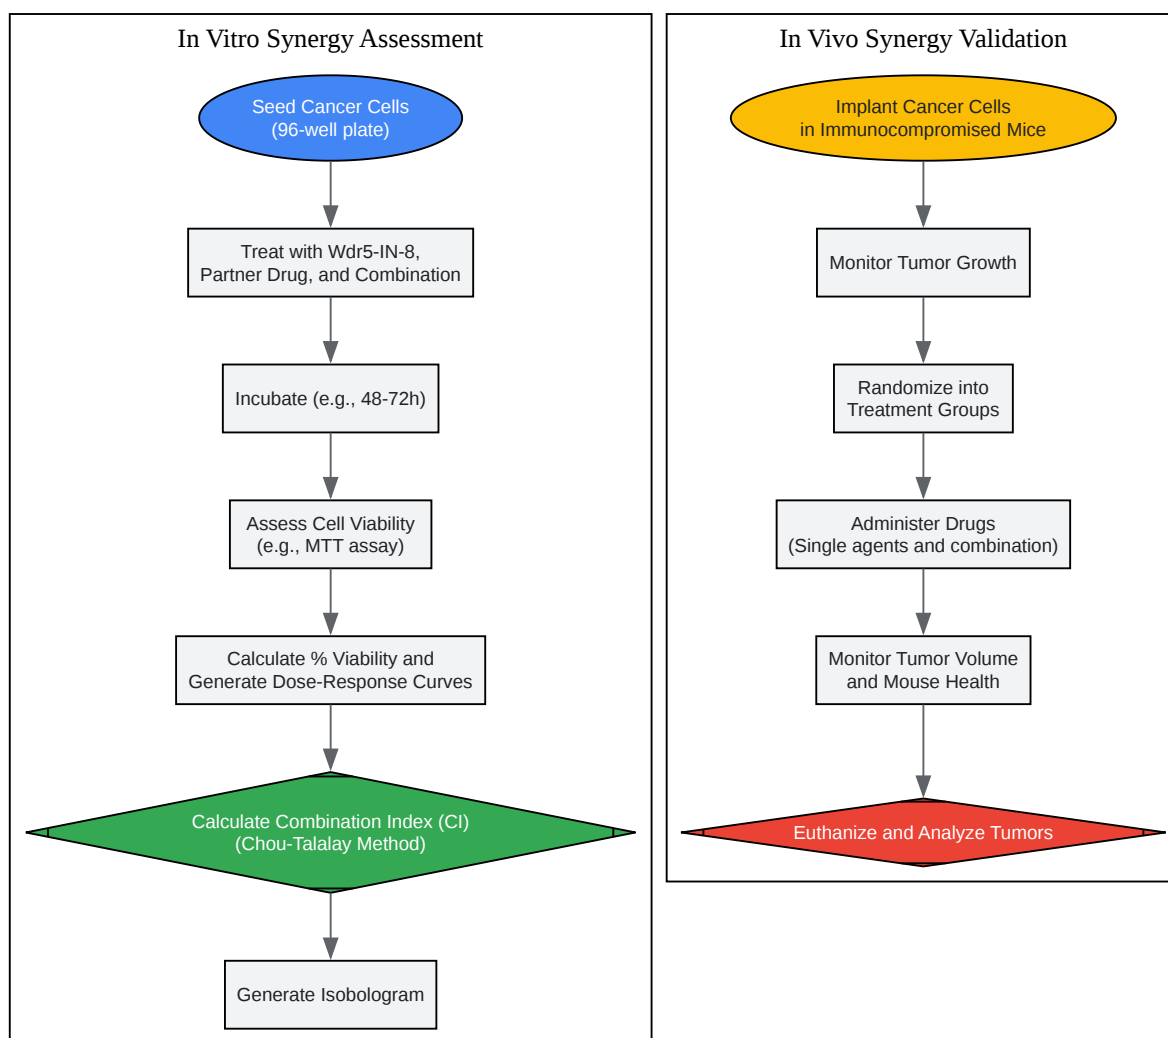 In Vitro Synergy Assessment
Seed Cancer Cells
(96-well plate)
Treat with Wdr5-IN-8,
Partner Drug, and Combination
Incubate (e.g., 48-72h)
Assess Cell Viability
(e.g., MTT assay)
Calculate % Viability and
Generate Dose-Response Curves
Calculate Combination Index (CI)
(Chou-Talalay Method)
Generate Isobologram
In Vivo Synergy Validation
Implant Cancer Cells
in Immunocompromised Mice
Monitor Tumor Growth
Randomize into
Treatment Groups
Administer Drugs
(Single agents and combination)
Monitor Tumor Volume
and Mouse Health
Euthanize and Analyze Tumors